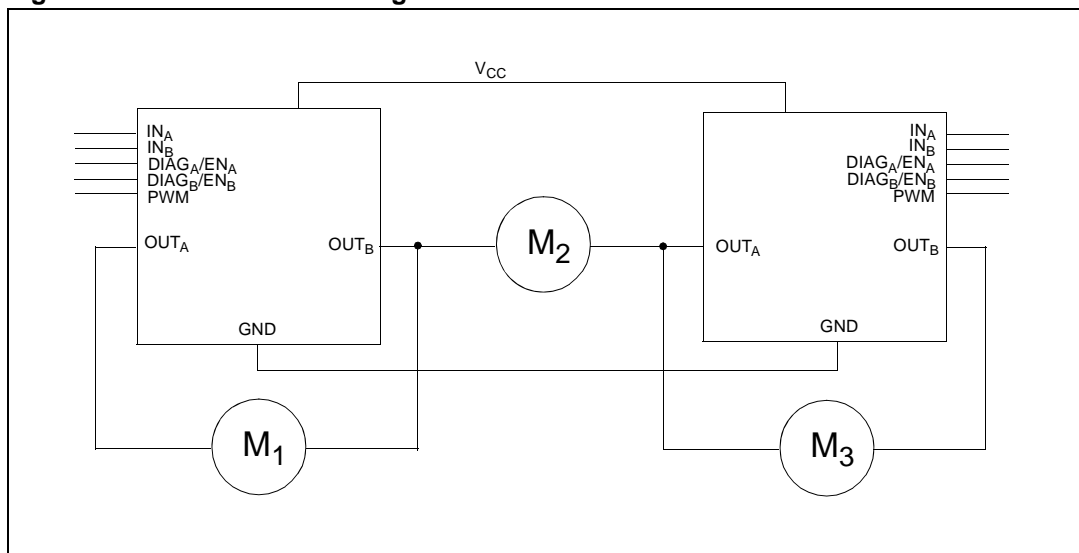 V_CC
IN_A
IN_B
DIAG_A/EN_A
DIAG_B/EN_B
PWM
OUT_A
OUT_B
GND
M_1
M_2
IN_A
IN_B
DIAG_A/EN_A
DIAG_B/EN_B
PWM
OUT_A
OUT_B
GND
M_3